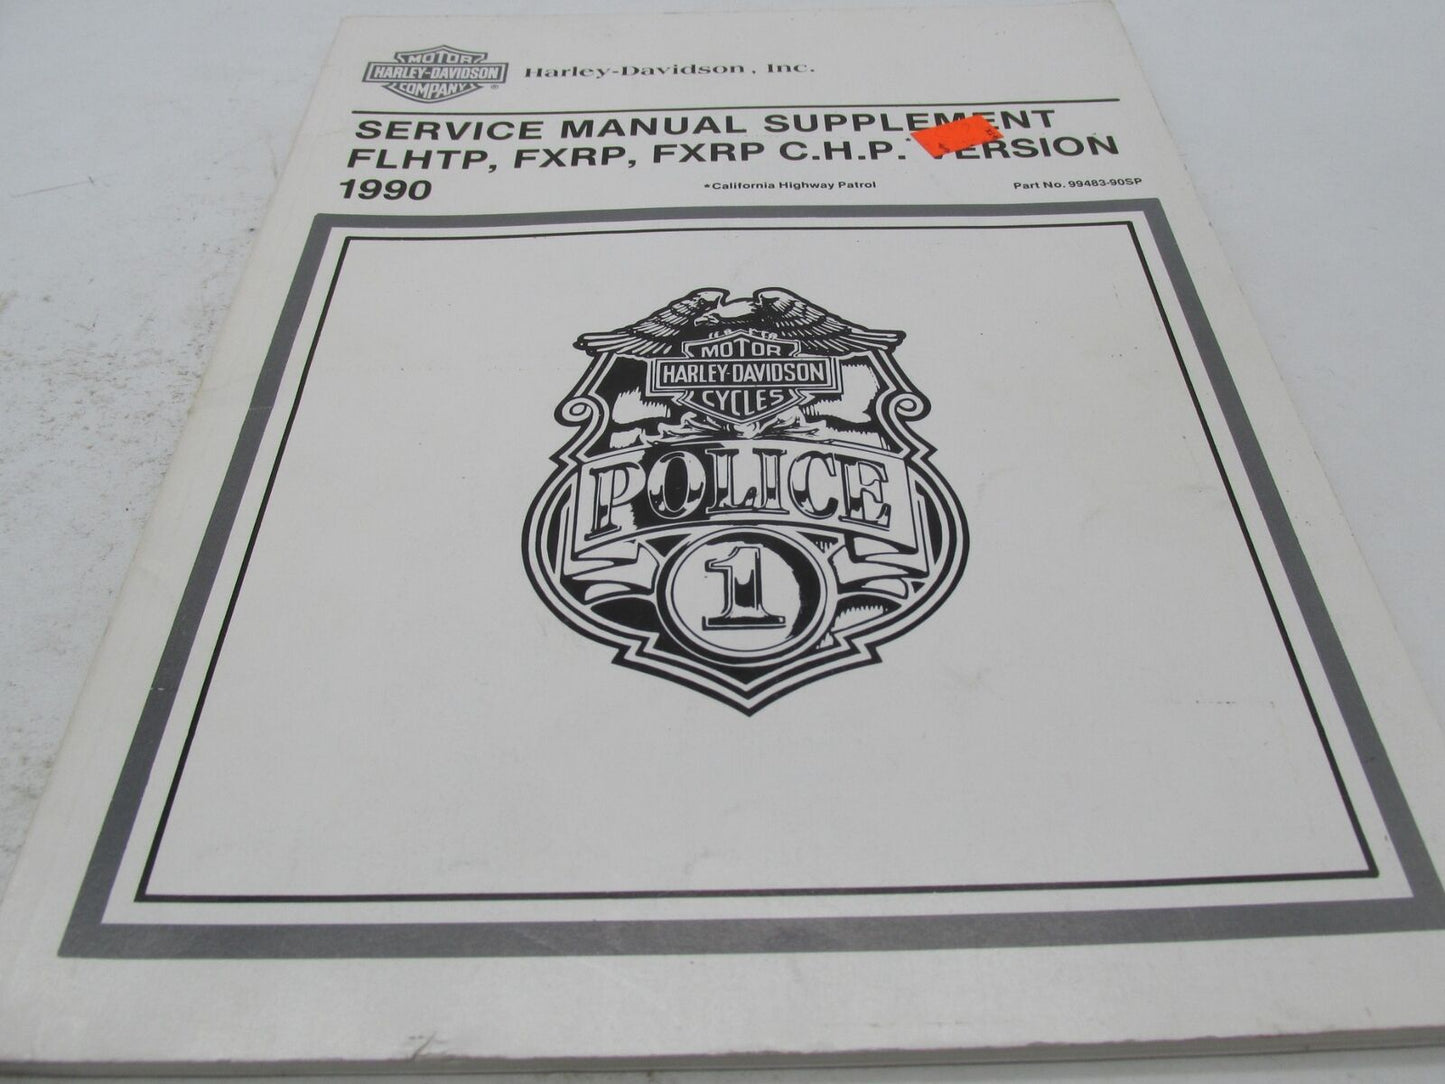 MOTOR
HARLEY-DAVIDSON
COMPANY
®
Harley-Davidson, Inc.
SERVICE MANUAL SUPPLEMENT
FLHTP, FXRP, FXRP C.H.P. VERSION
1990
*California Highway Patrol
Part No. 99483-90SP
MOTOR
HARLEY-DAVIDSON
CYCLES
POLICE
1